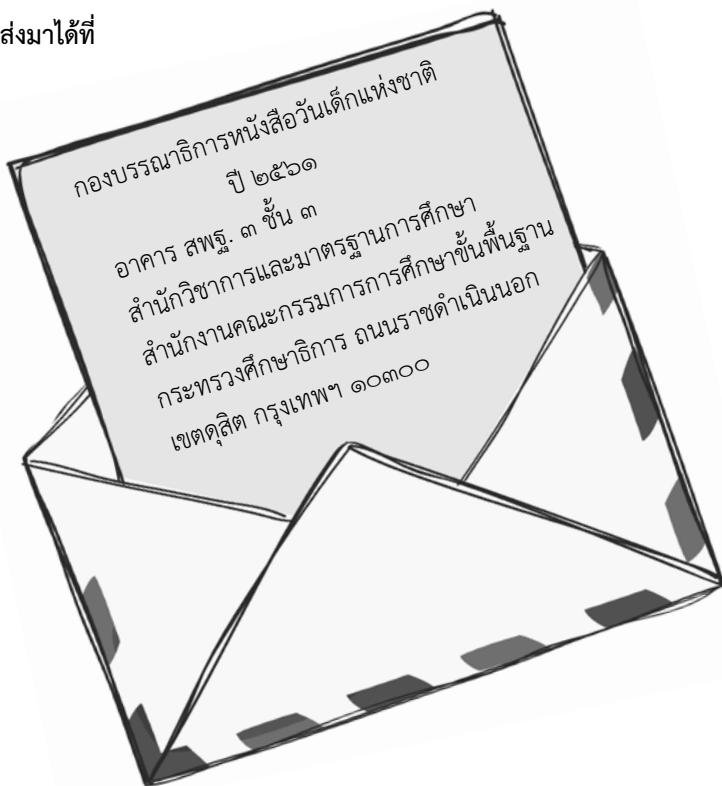 ส่งมาได้ที่
กองบรรณาธิการหนังสือวันเด็กแห่งชาติ
ปี ๒๕๖๑
อาคาร สพฐ. ๓ ชั้น ๓
สำนักวิชาการและมาตรฐานการศึกษา
สำนักงานคณะกรรมการการศึกษาขั้นพื้นฐาน
กระทรวงศึกษาธิการ ถนนราชดำเนินนอก
เขตดุสิต กรุงเทพฯ ๑๐๓๐๐